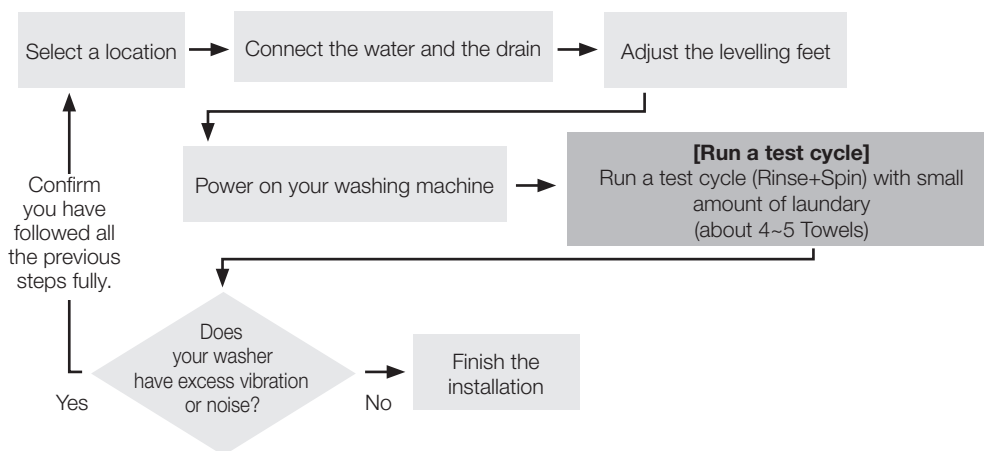 Select a location
Connect the water and the drain
Adjust the levelling feet
Power on your washing machine
[Run a test cycle]
Run a test cycle (Rinse+Spin) with small
amount of laundary
(about 4~5 Towels)
Confirm
you have
followed all
the previous
steps fully.
Does
your washer
have excess vibration
or noise?
Yes
No
Finish the
installation